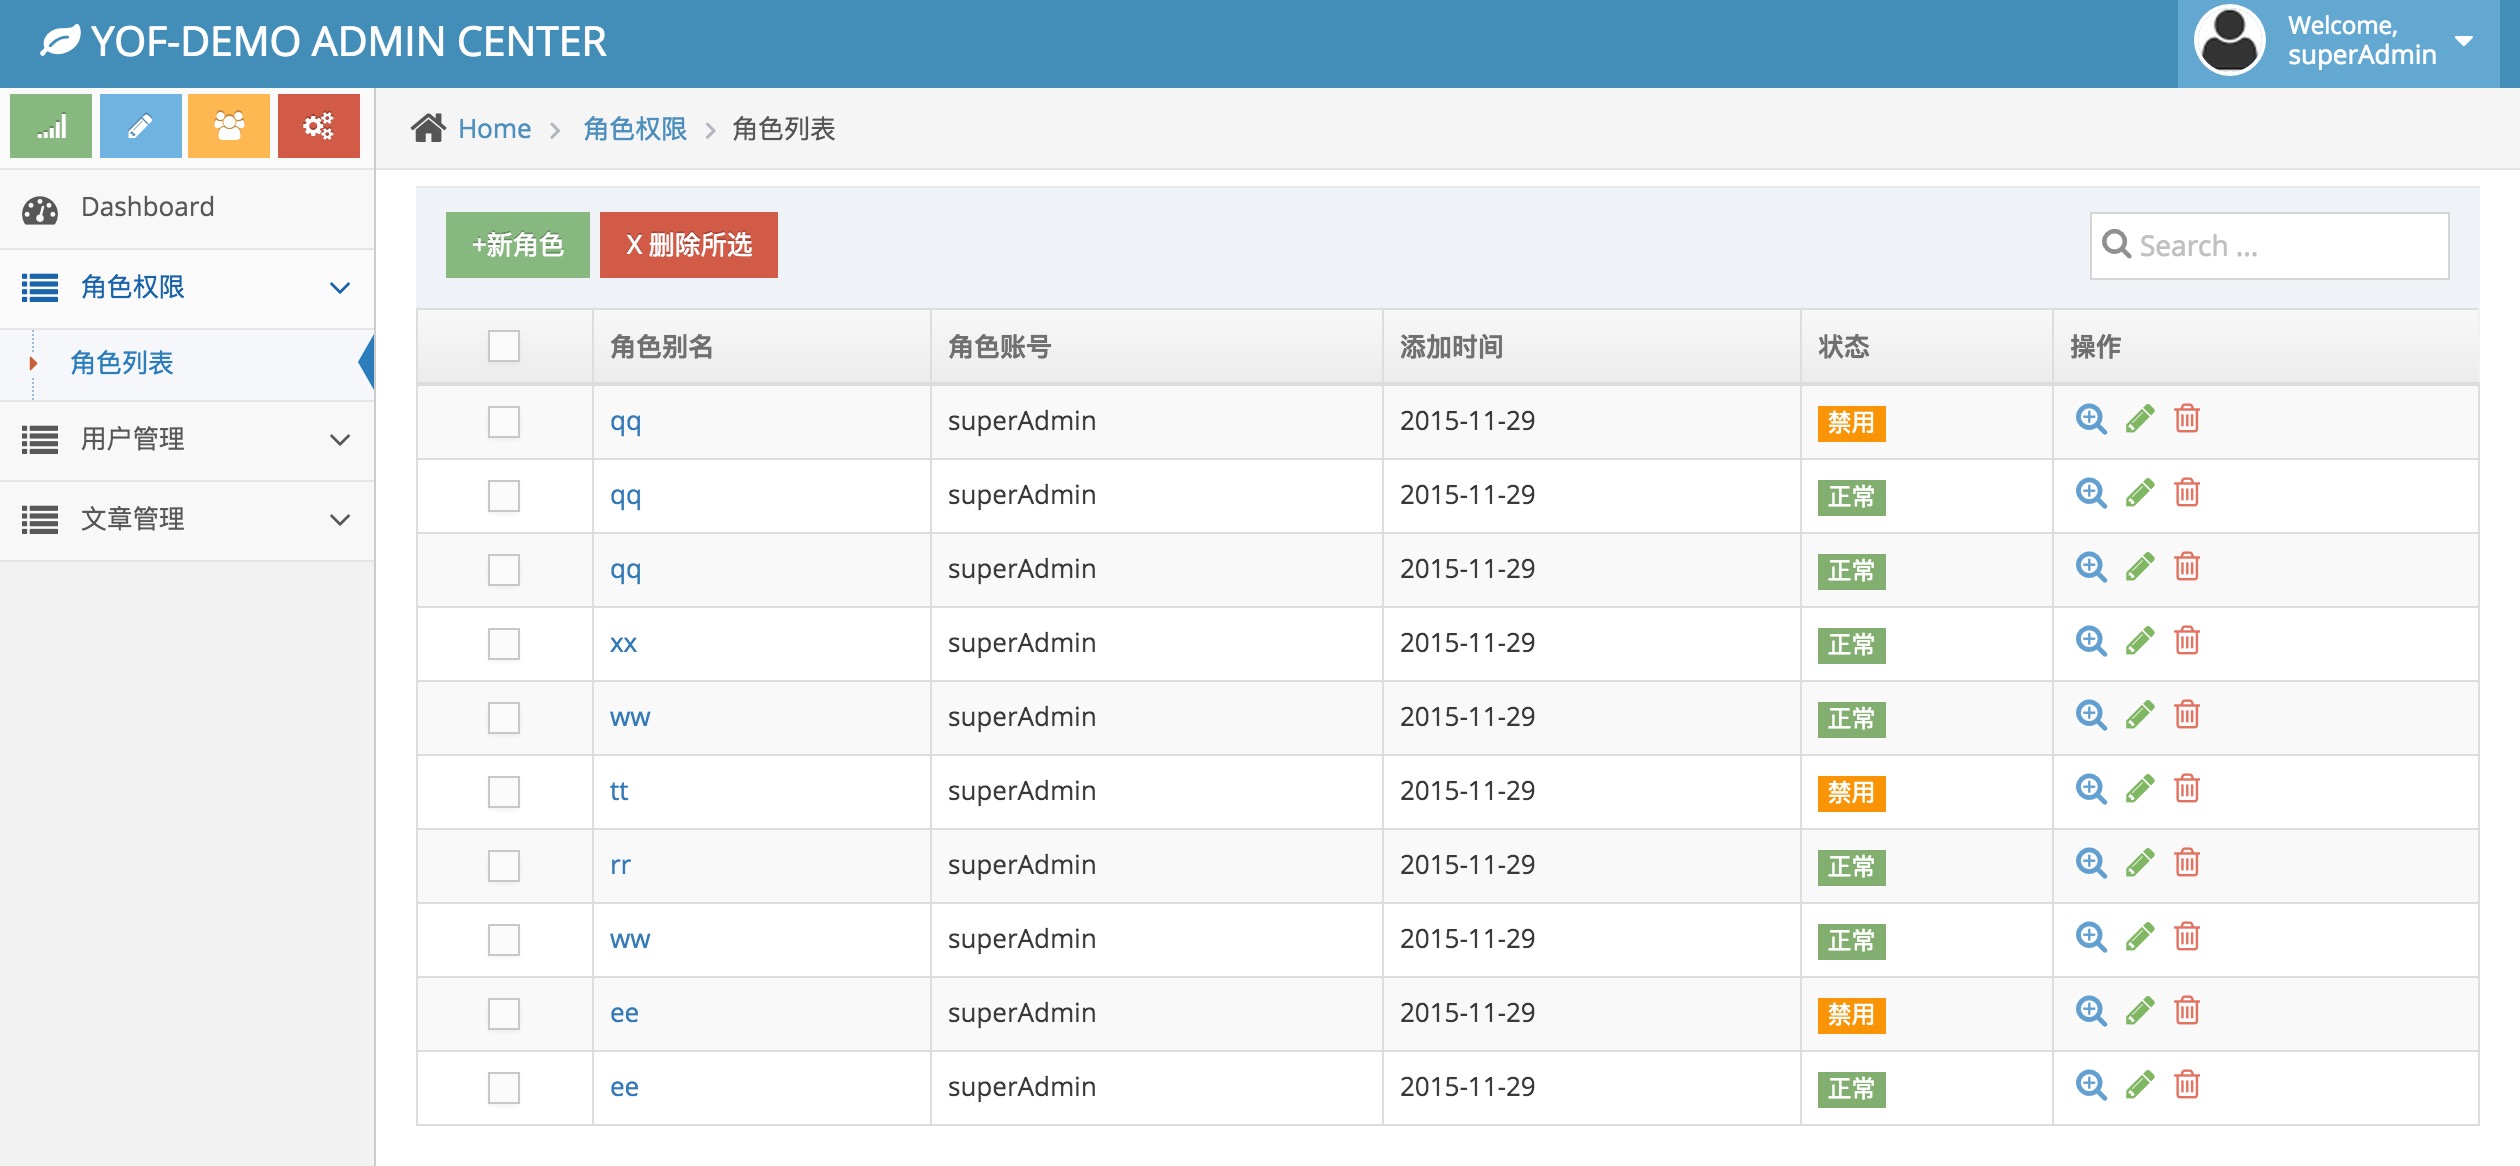 YOF-DEMO ADMIN CENTER
Welcome,
superAdmin
Home 角色权限 角色列表
Dashboard
角色权限
角色列表
用户管理
文章管理
+新角色 X 删除所选 Search ...
角色别名 角色账号 添加时间 状态 操作
qq superAdmin 2015-11-29 禁用
qq superAdmin 2015-11-29 正常
qq superAdmin 2015-11-29 正常
xx superAdmin 2015-11-29 正常
ww superAdmin 2015-11-29 正常
tt superAdmin 2015-11-29 禁用
rr superAdmin 2015-11-29 正常
ww superAdmin 2015-11-29 正常
ee superAdmin 2015-11-29 禁用
ee superAdmin 2015-11-29 正常